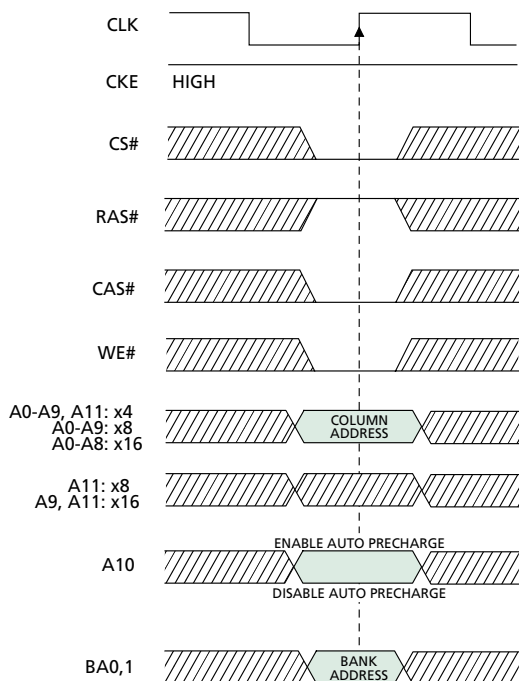 CLK
CKE HIGH
CS#
RAS#
CAS#
WE#
A0-A9, A11: x4
A0-A9: x8
A0-A8: x16
COLUMN
ADDRESS
A11: x8
A9, A11: x16
ENABLE AUTO PRECHARGE
A10
DISABLE AUTO PRECHARGE
BA0,1
BANK
ADDRESS